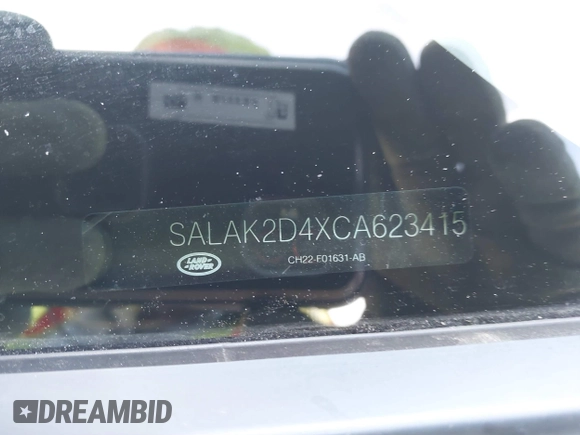 SALAK2D4XCA623415
LAND
ROVER
CH22-F01631-AB
DREAMBID